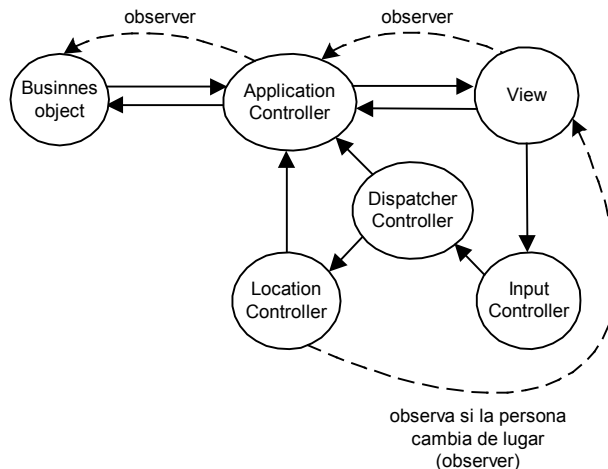 observer
observer
Businnes
object
Application
Controller
View
Dispatcher
Controller
Location
Controller
Input
Controller
observa si la persona
cambia de lugar
(observer)